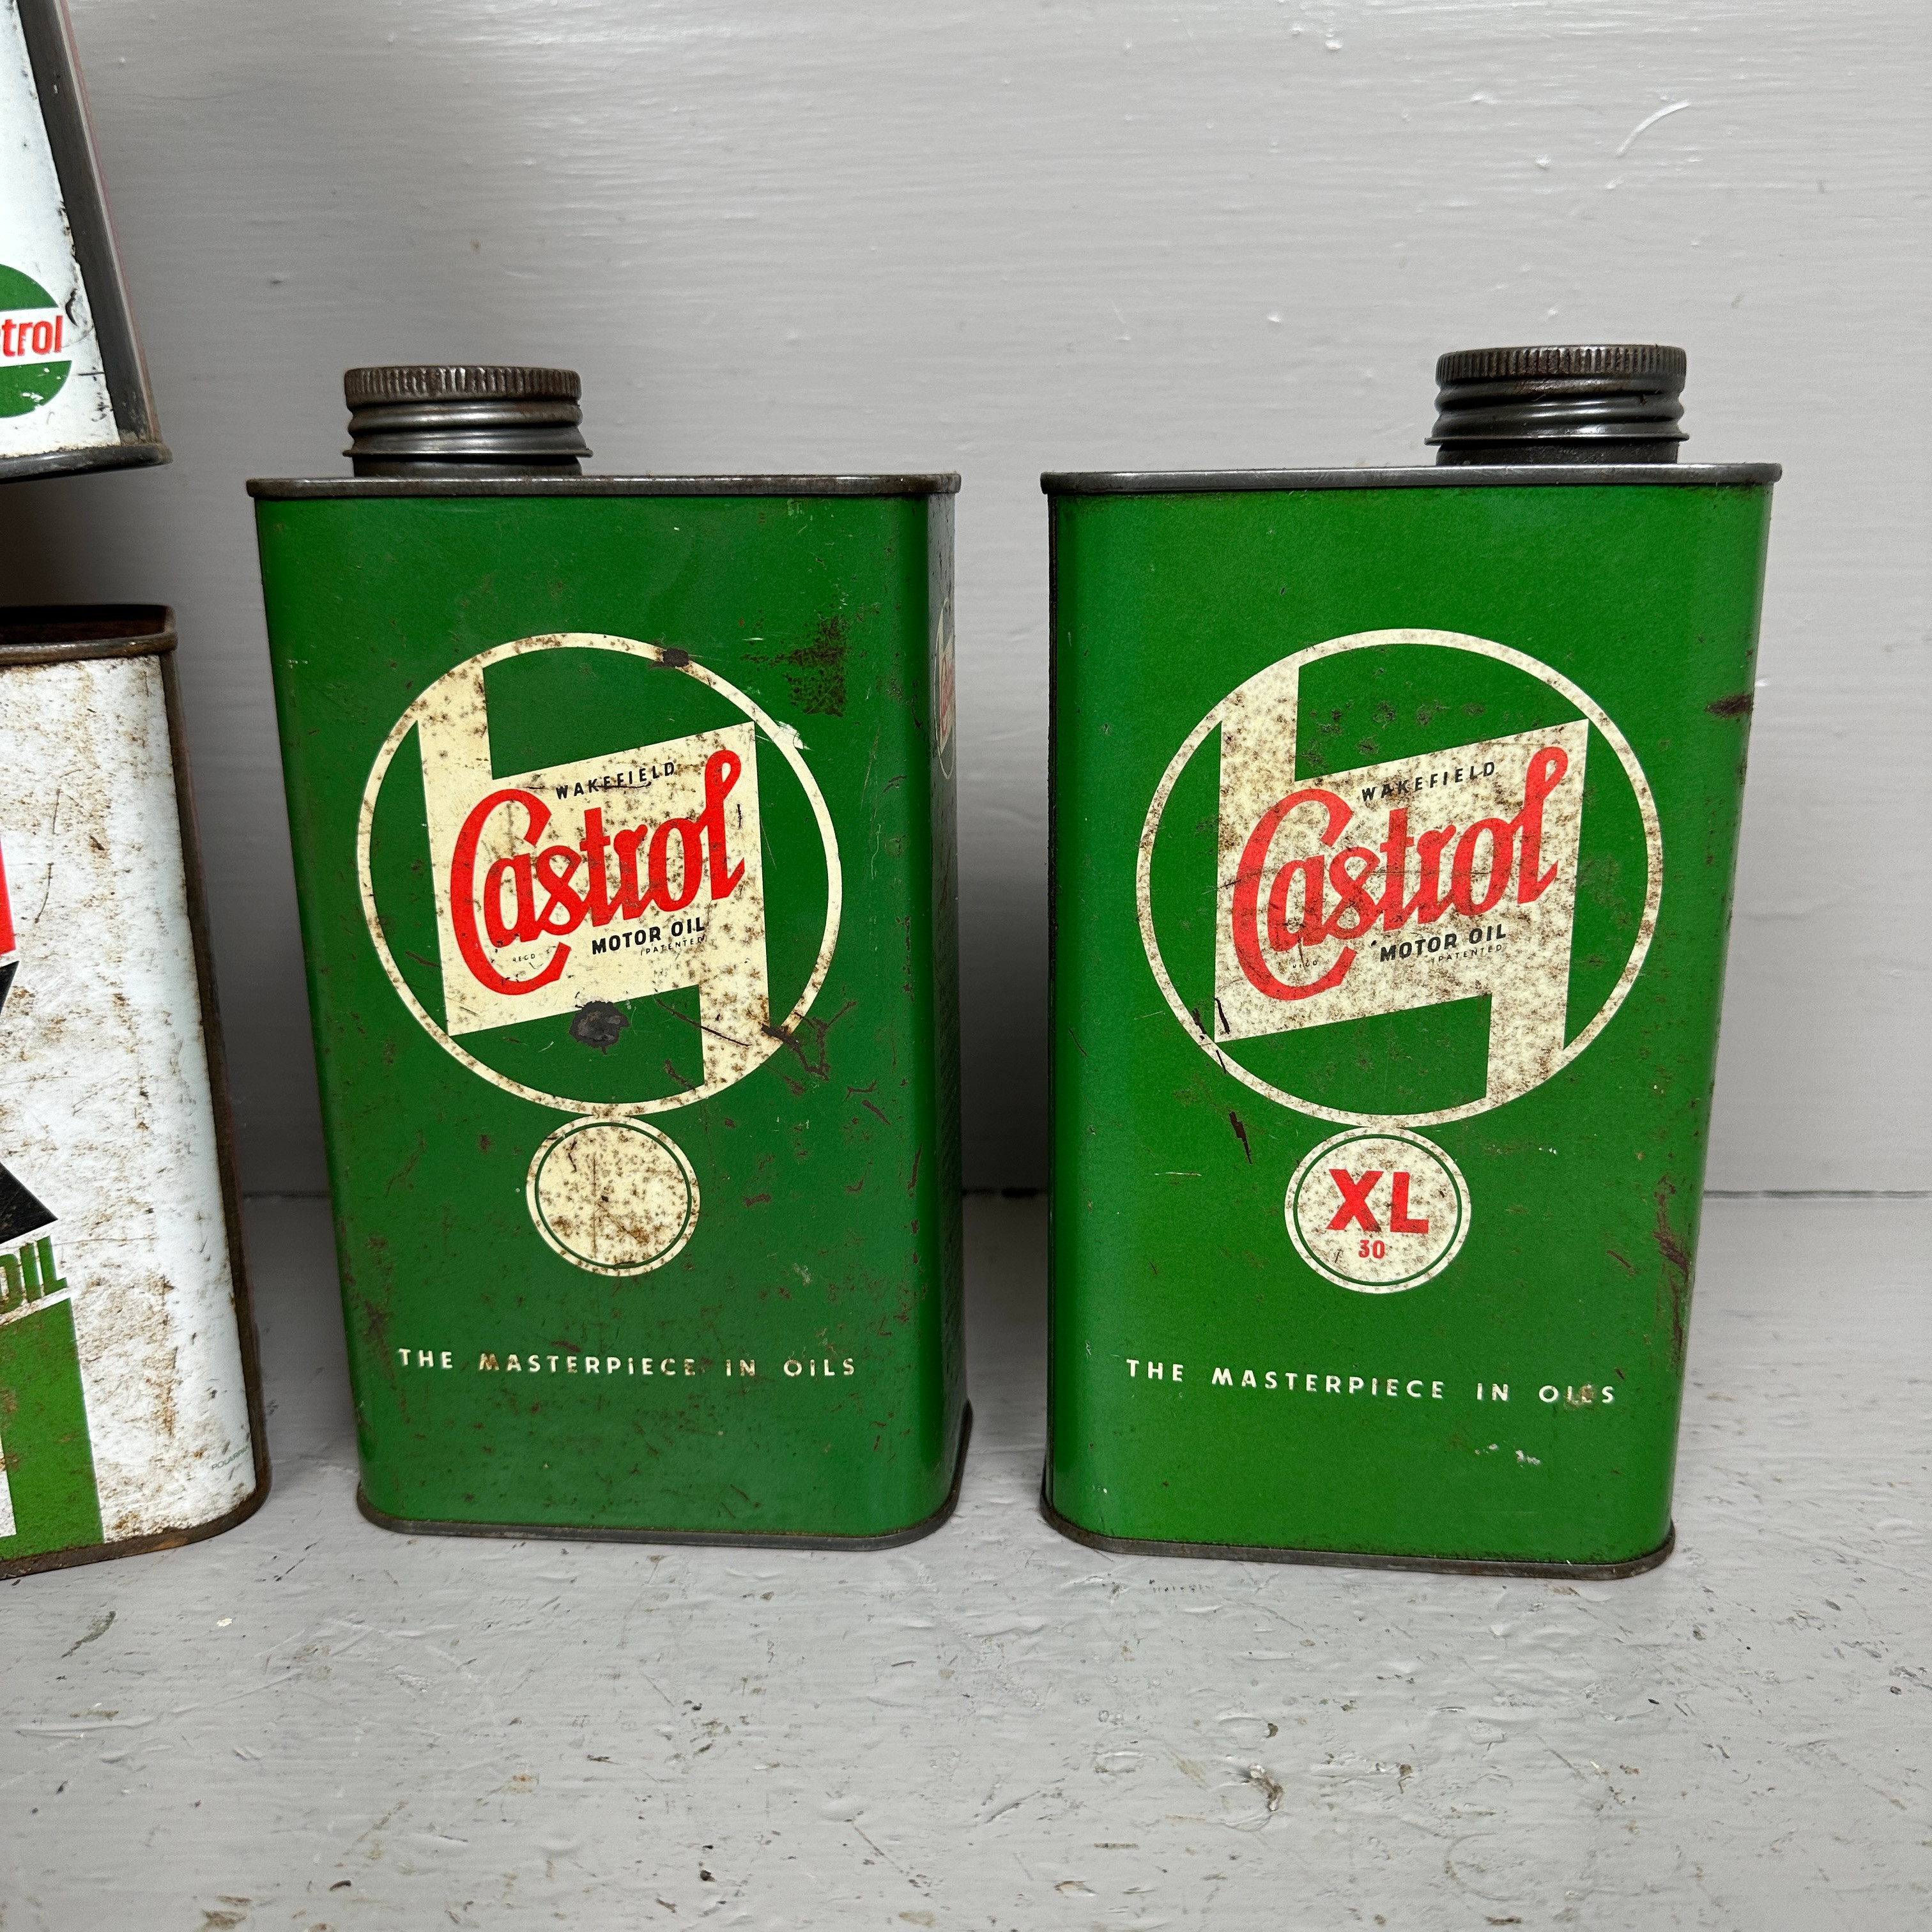 trol
OIL
WAKEFIELD
Castrol
MOTOR OIL
REGD
(PATENTED)
THE MASTERPIECE IN OILS
WAKEFIELD
Castrol
MOTOR OIL
(PATENTED)
XL
30
THE MASTERPIECE IN OILS